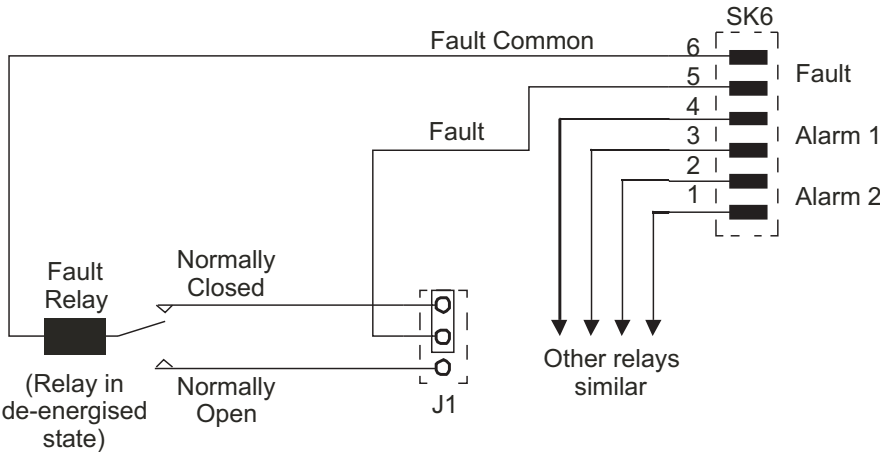 SK6
Fault Common
6
5
Fault
4
Fault
3
Alarm 1
2
1
Alarm 2
Normally
Closed
Fault
Relay
(Relay in
de-energised
state)
Normally
Open
J1
Other relays
similar